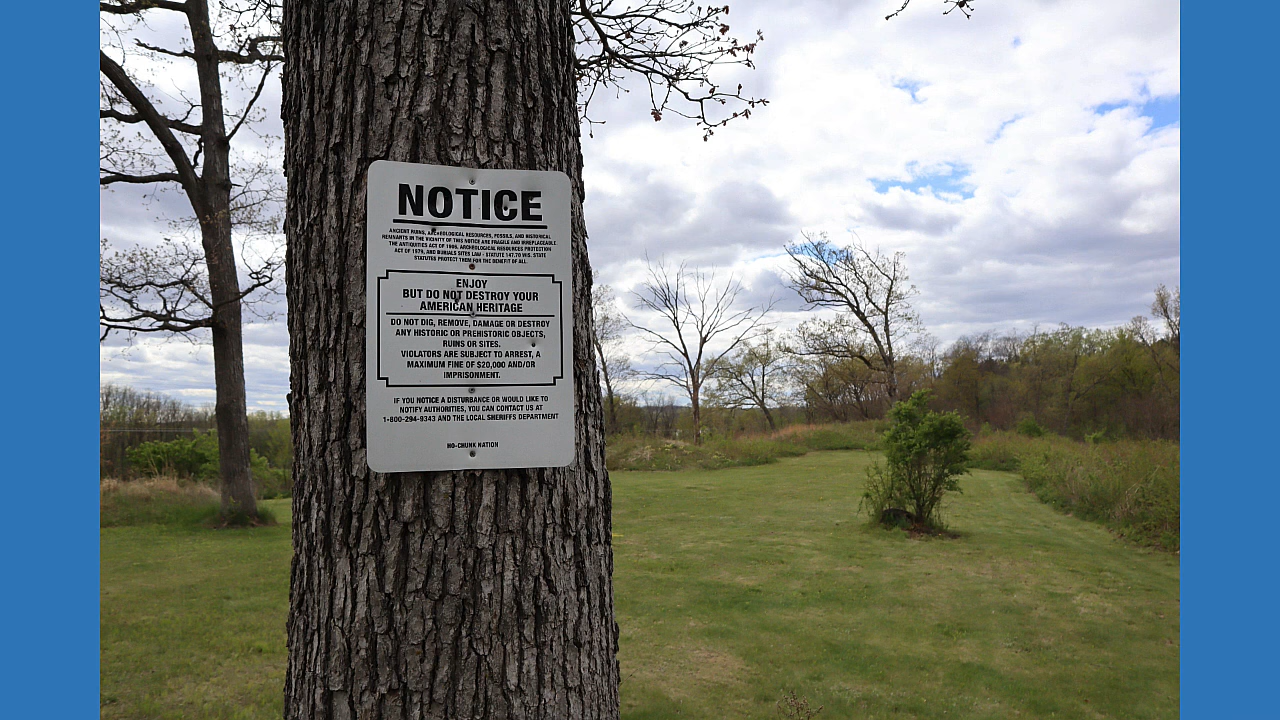 NOTICE
ANCIENT RUINS, ARCHEOLOGICAL RESOURCES, FOSSILS, AND HISTORICAL
REMNANTS IN THE VICINITY OF THIS NOTICE ARE FRAGILE AND IRREPLACEABLE
THE ANTIQUITIES ACT OF 1906, ARCHEOLOGICAL RESOURCES PROTECTION
ACT OF 1979, AND BURIALS SITES LAW - STATUTE 147.70 WIS. STATE
STATUTES PROTECT THEM FOR THE BENEFIT OF ALL.
ENJOY
BUT DO NOT DESTROY YOUR
AMERICAN HERITAGE
DO NOT DIG, REMOVE, DAMAGE OR DESTROY
ANY HISTORIC OR PREHISTORIC OBJECTS,
RUINS OR SITES.
VIOLATORS ARE SUBJECT TO ARREST, A
MAXIMUM FINE OF $20,000 AND/OR
IMPRISONMENT.
IF YOU NOTICE A DISTURBANCE OR WOULD LIKE TO
NOTIFY AUTHORITIES, YOU CAN CONTACT US AT
1-800-294-9343 AND THE LOCAL SHERIFFS DEPARTMENT
HO-CHUNK NATION